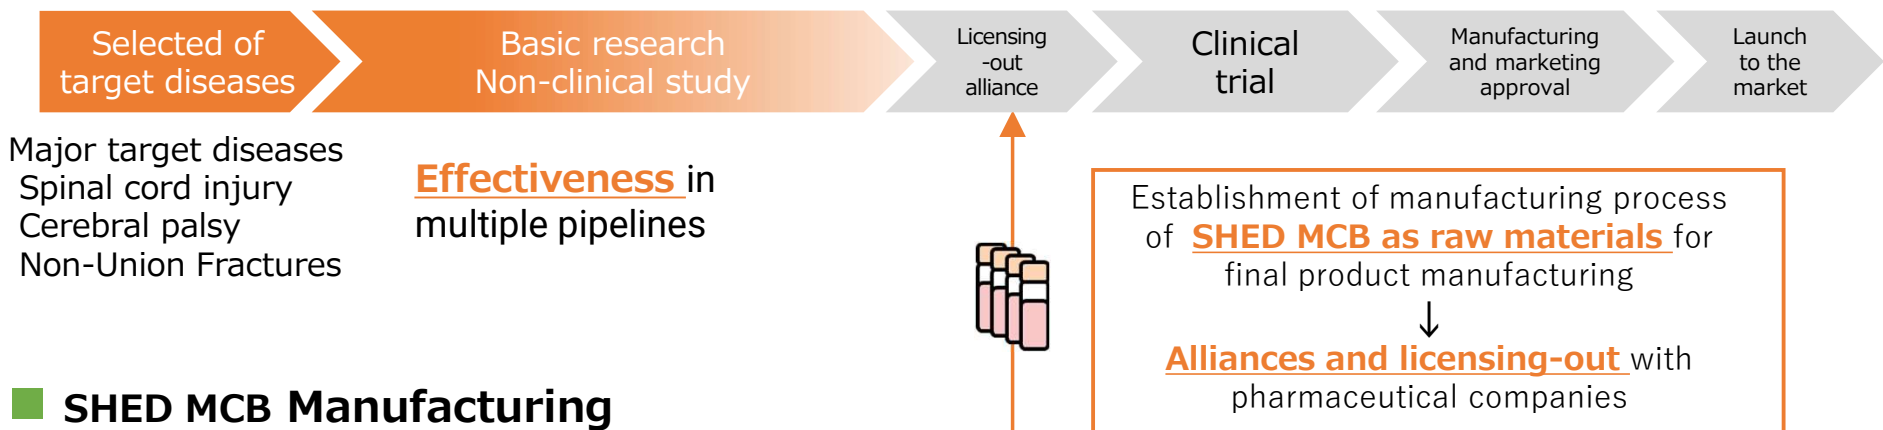 Selected of
target diseases
Basic research
Non-clinical study
Licensing
-out
alliance
Clinical
trial
Manufacturing
and marketing
approval
Launch
to the
market
Major target diseases
Spinal cord injury
Cerebral palsy
Non-Union Fractures
Effectiveness in
multiple pipelines
Establishment of manufacturing process
of SHED MCB as raw materials for
final product manufacturing
↓
Alliances and licensing-out with
pharmaceutical companies
SHED MCB Manufacturing